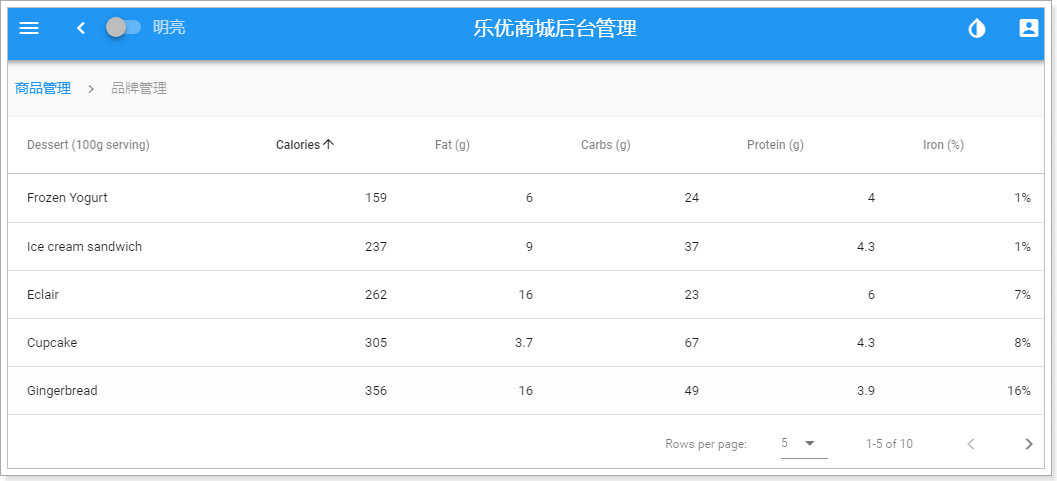 明亮 乐优商城后台管理
商品管理 品牌管理
Dessert (100g serving) Calories Fat (g) Carbs (g) Protein (g) Iron (%)
Frozen Yogurt 159 6 24 4 1%
Ice cream sandwich 237 9 37 4.3 1%
Eclair 262 16 23 6 7%
Cupcake 305 3.7 67 4.3 8%
Gingerbread 356 16 49 3.9 16%
Rows per page: 5 1-5 of 10